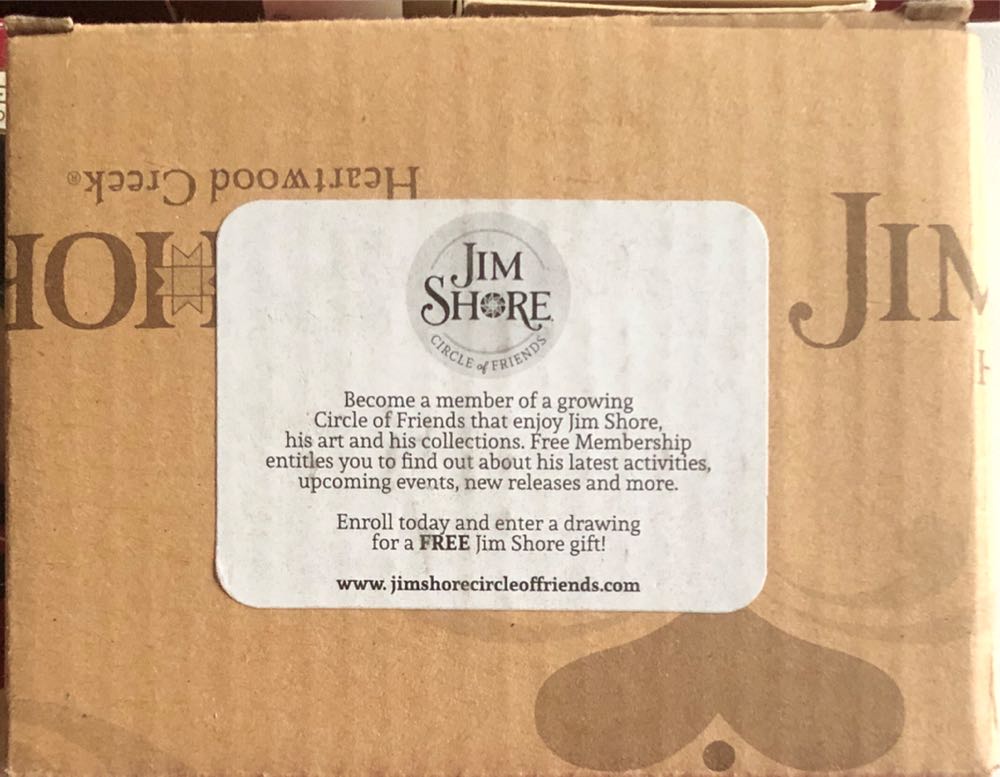 Heartwood Creek®
JIM
SHORE
CIRCLE of FRIENDS
Become a member of a growing
Circle of Friends that enjoy Jim Shore,
his art and his collections. Free Membership
entitles you to find out about his latest activities,
upcoming events, new releases and more.
Enroll today and enter a drawing
for a FREE Jim Shore gift!
www.jimshorecircleoffriends.com
JIM